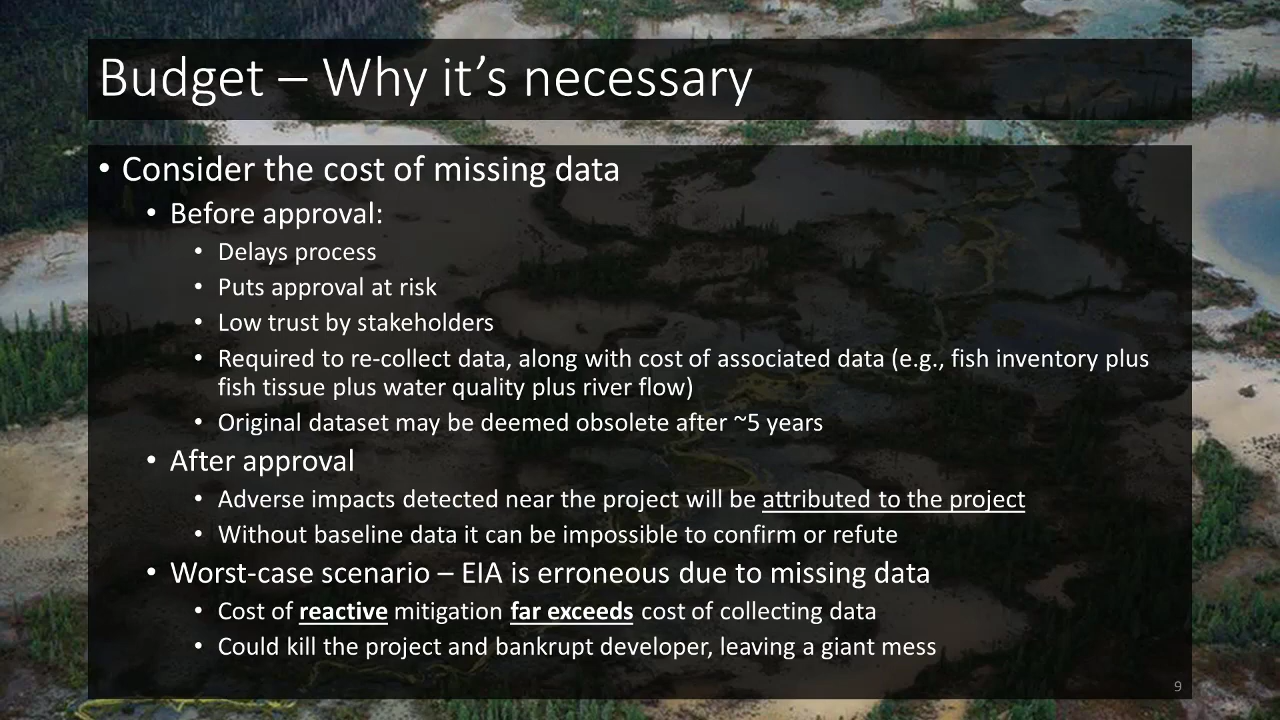 Budget – Why it's necessary
• Consider the cost of missing data
• Before approval:
• Delays process
• Puts approval at risk
• Low trust by stakeholders
• Required to re-collect data, along with cost of associated data (e.g., fish inventory plus
fish tissue plus water quality plus river flow)
• Original dataset may be deemed obsolete after ~5 years
• After approval
• Adverse impacts detected near the project will be attributed to the project
• Without baseline data it can be impossible to confirm or refute
• Worst-case scenario – EIA is erroneous due to missing data
• Cost of reactive mitigation far exceeds cost of collecting data
• Could kill the project and bankrupt developer, leaving a giant mess
9